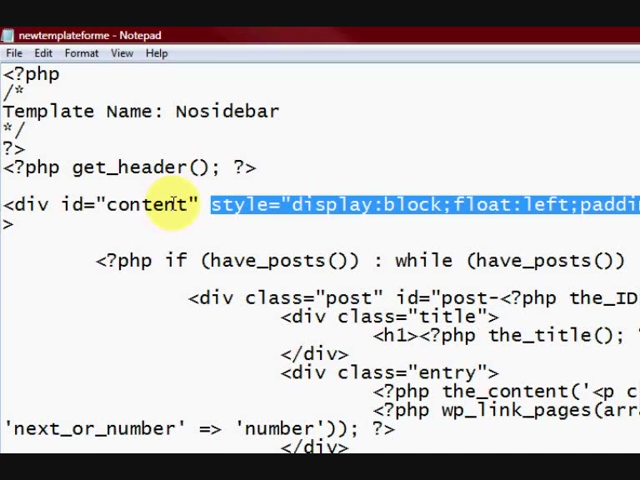 newtemplateforme - Notepad
File Edit Format View Help
<?php
/*
Template Name: Nosidebar
*/
?>
<?php get_header(); ?>
<div id="content" style="display:block;float:left;paddin
>
<?php if (have_posts()) : while (have_posts())
<div class="post" id="post-<?php the_ID
<div class="title">
<h1><?php the_title(); ?
</div>
<div class="entry">
<?php the_content('<p c
<?php wp_link_pages(arr
'next_or_number' => 'number')); ?>
</div>